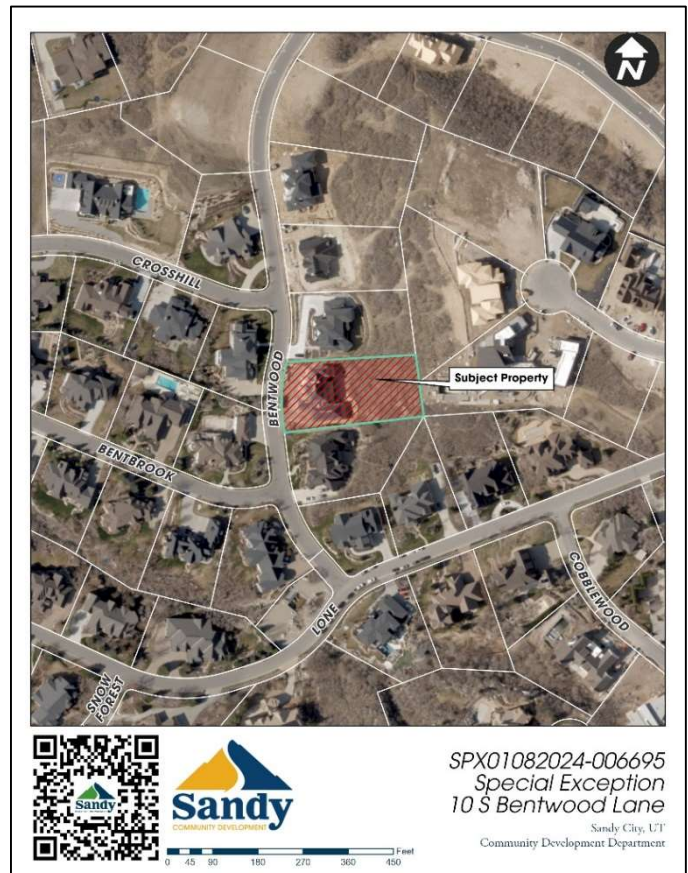 N
CROSSHILL
BENTWOOD
Subject Property
BENTBROOK
LONE
COBBLEWOOD
SNOW
FOREST
Sandy
Sandy
COMMUNITY DEVELOPMENT
SPX01082024-006695
Special Exception
10 S Bentwood Lane
Sandy City, UT
Community Development Department
0 45 90 180 270 360 450 Feet